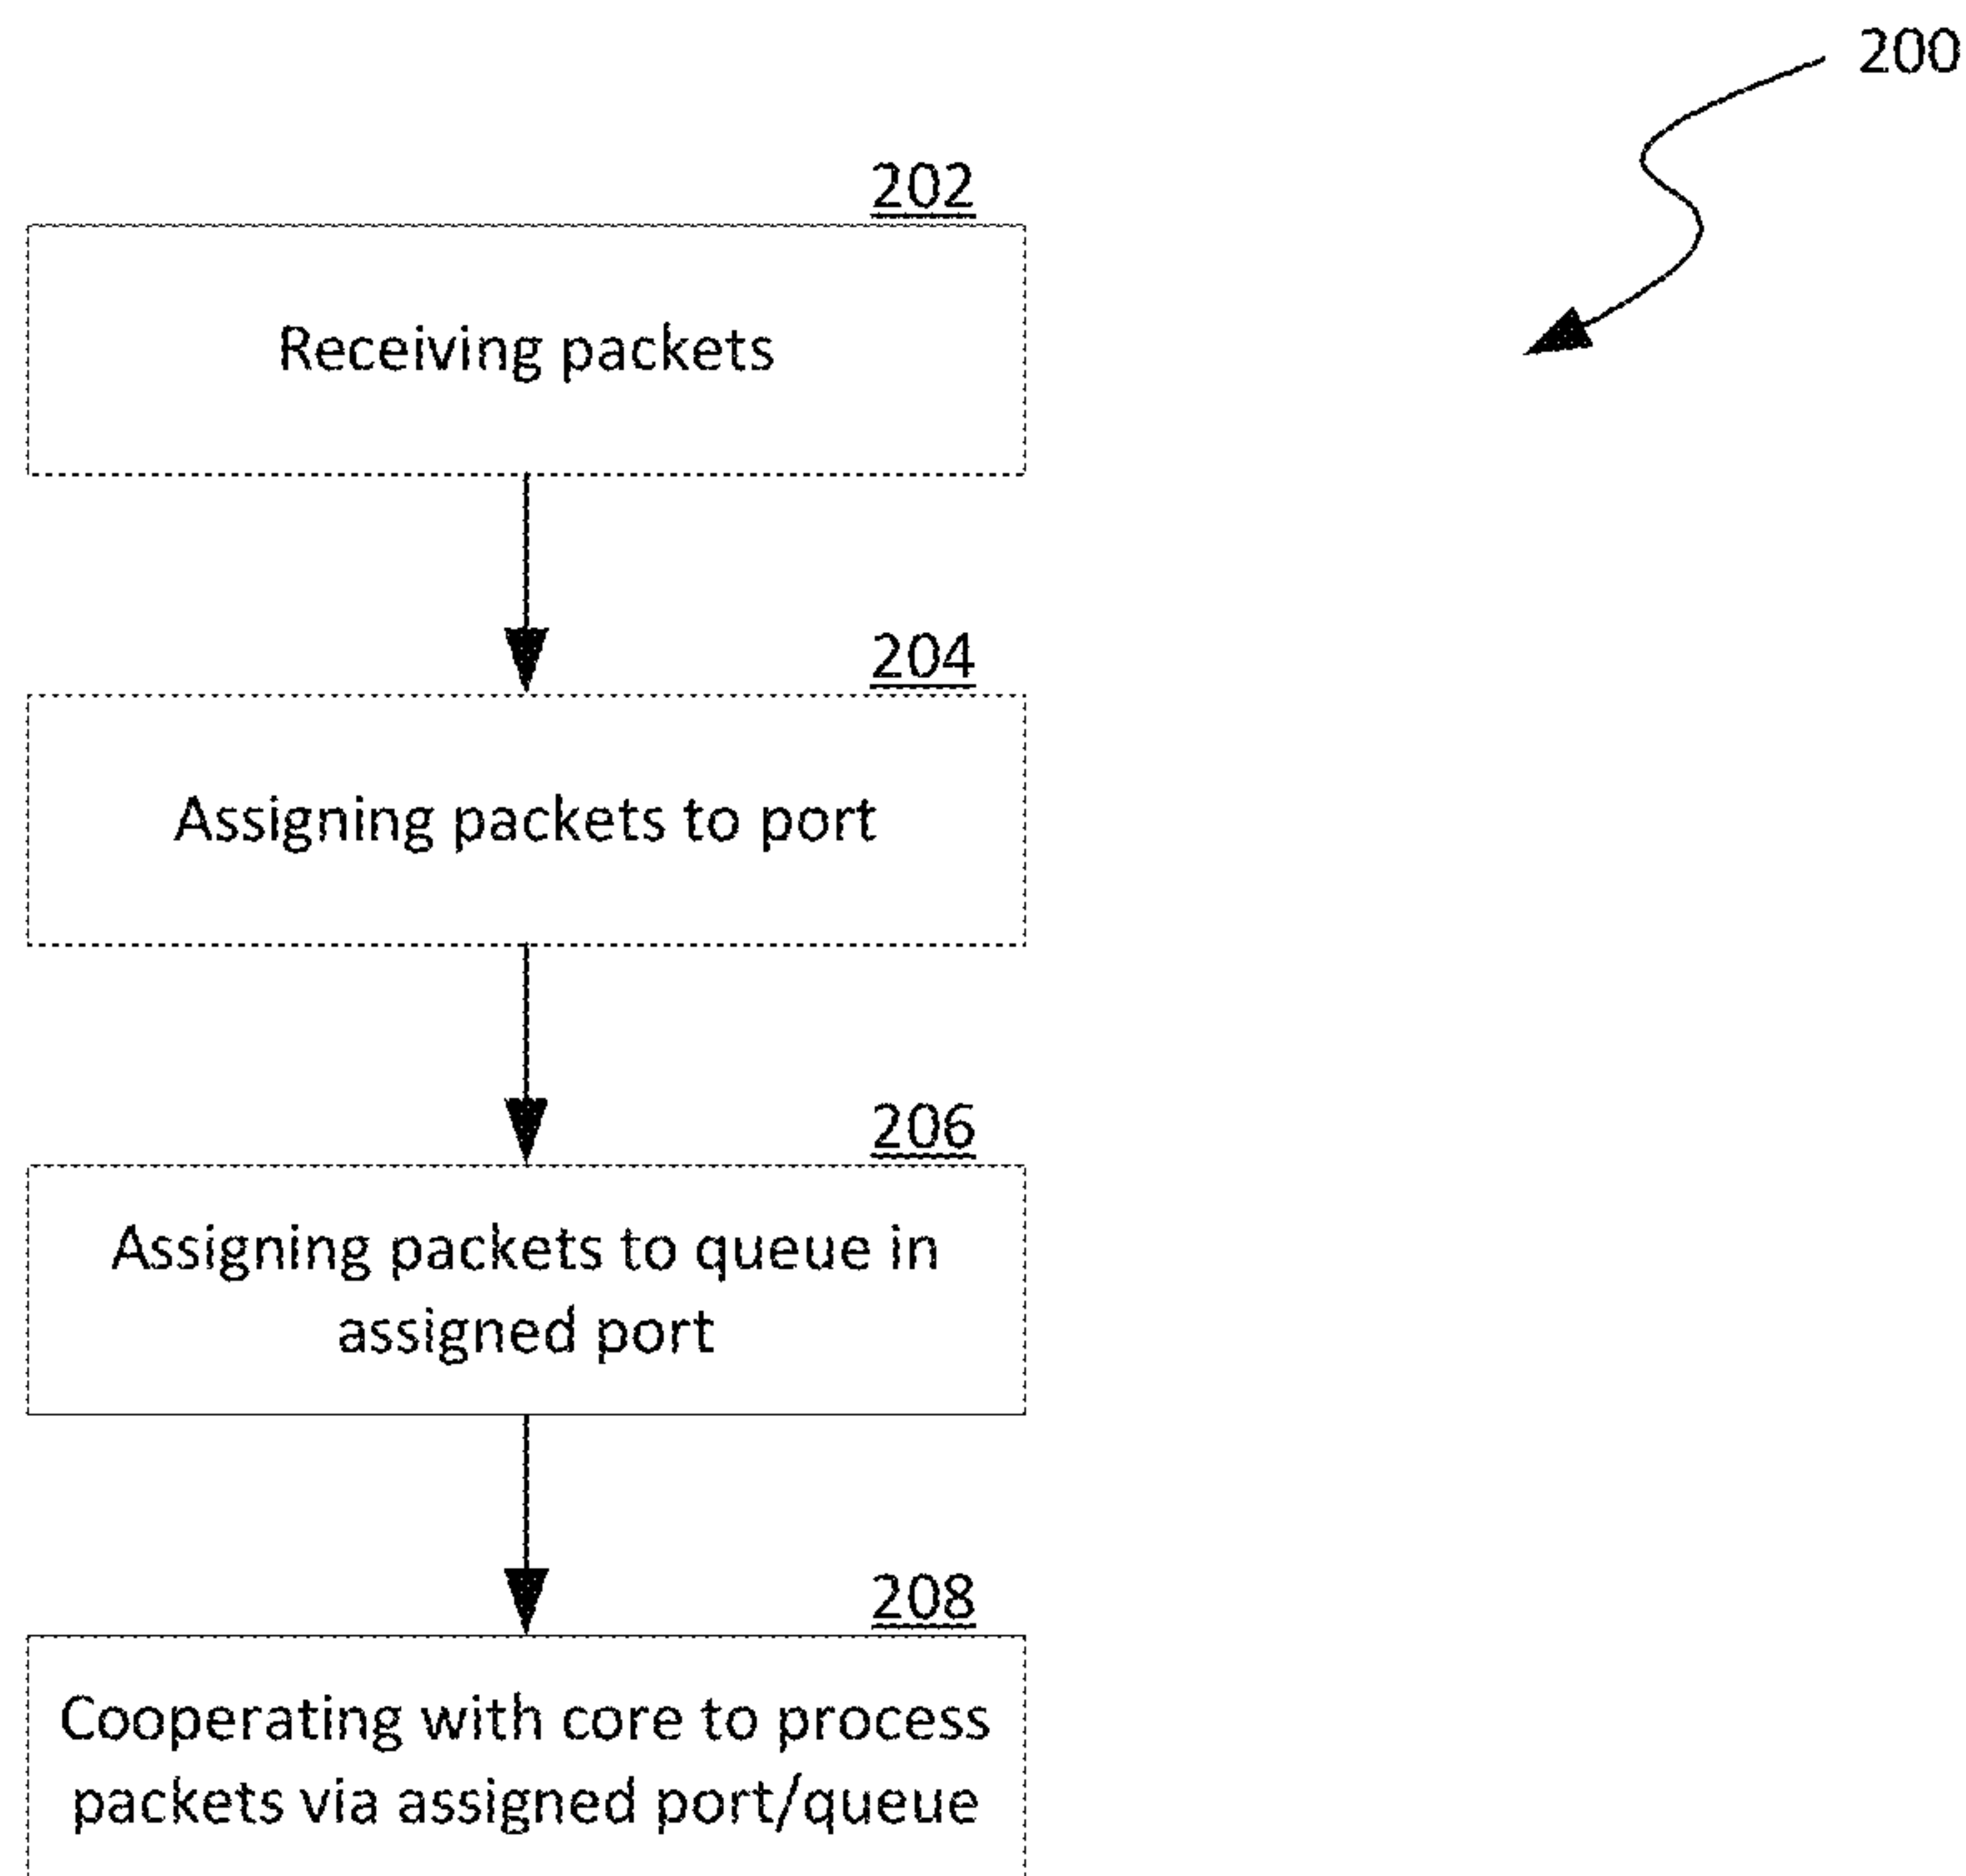 200
202
Receiving packets
204
Assigning packets to port
206
Assigning packets to queue in
assigned port
208
Cooperating with core to process
packets via assigned port/queue